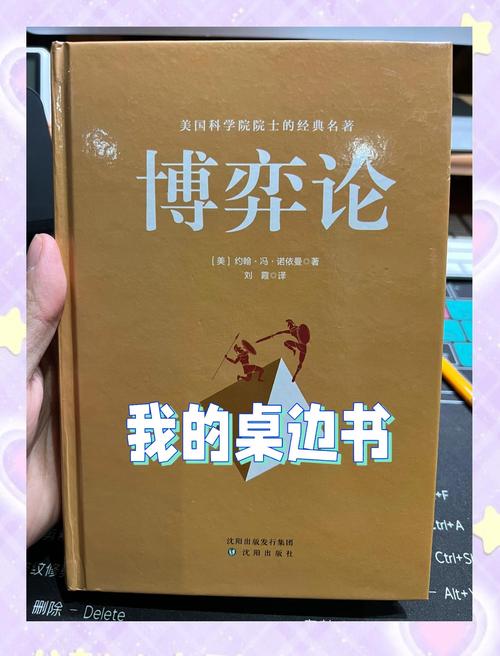 美国科学院院士的经典名著
博弈论
[美] 约翰·冯·诺依曼◎著
刘 霞◎译
我的桌边书
沈阳出版发行集团
沈阳出版社
+F
Ctrl+A
Ctrl+S
Alt+
删除 - Delete